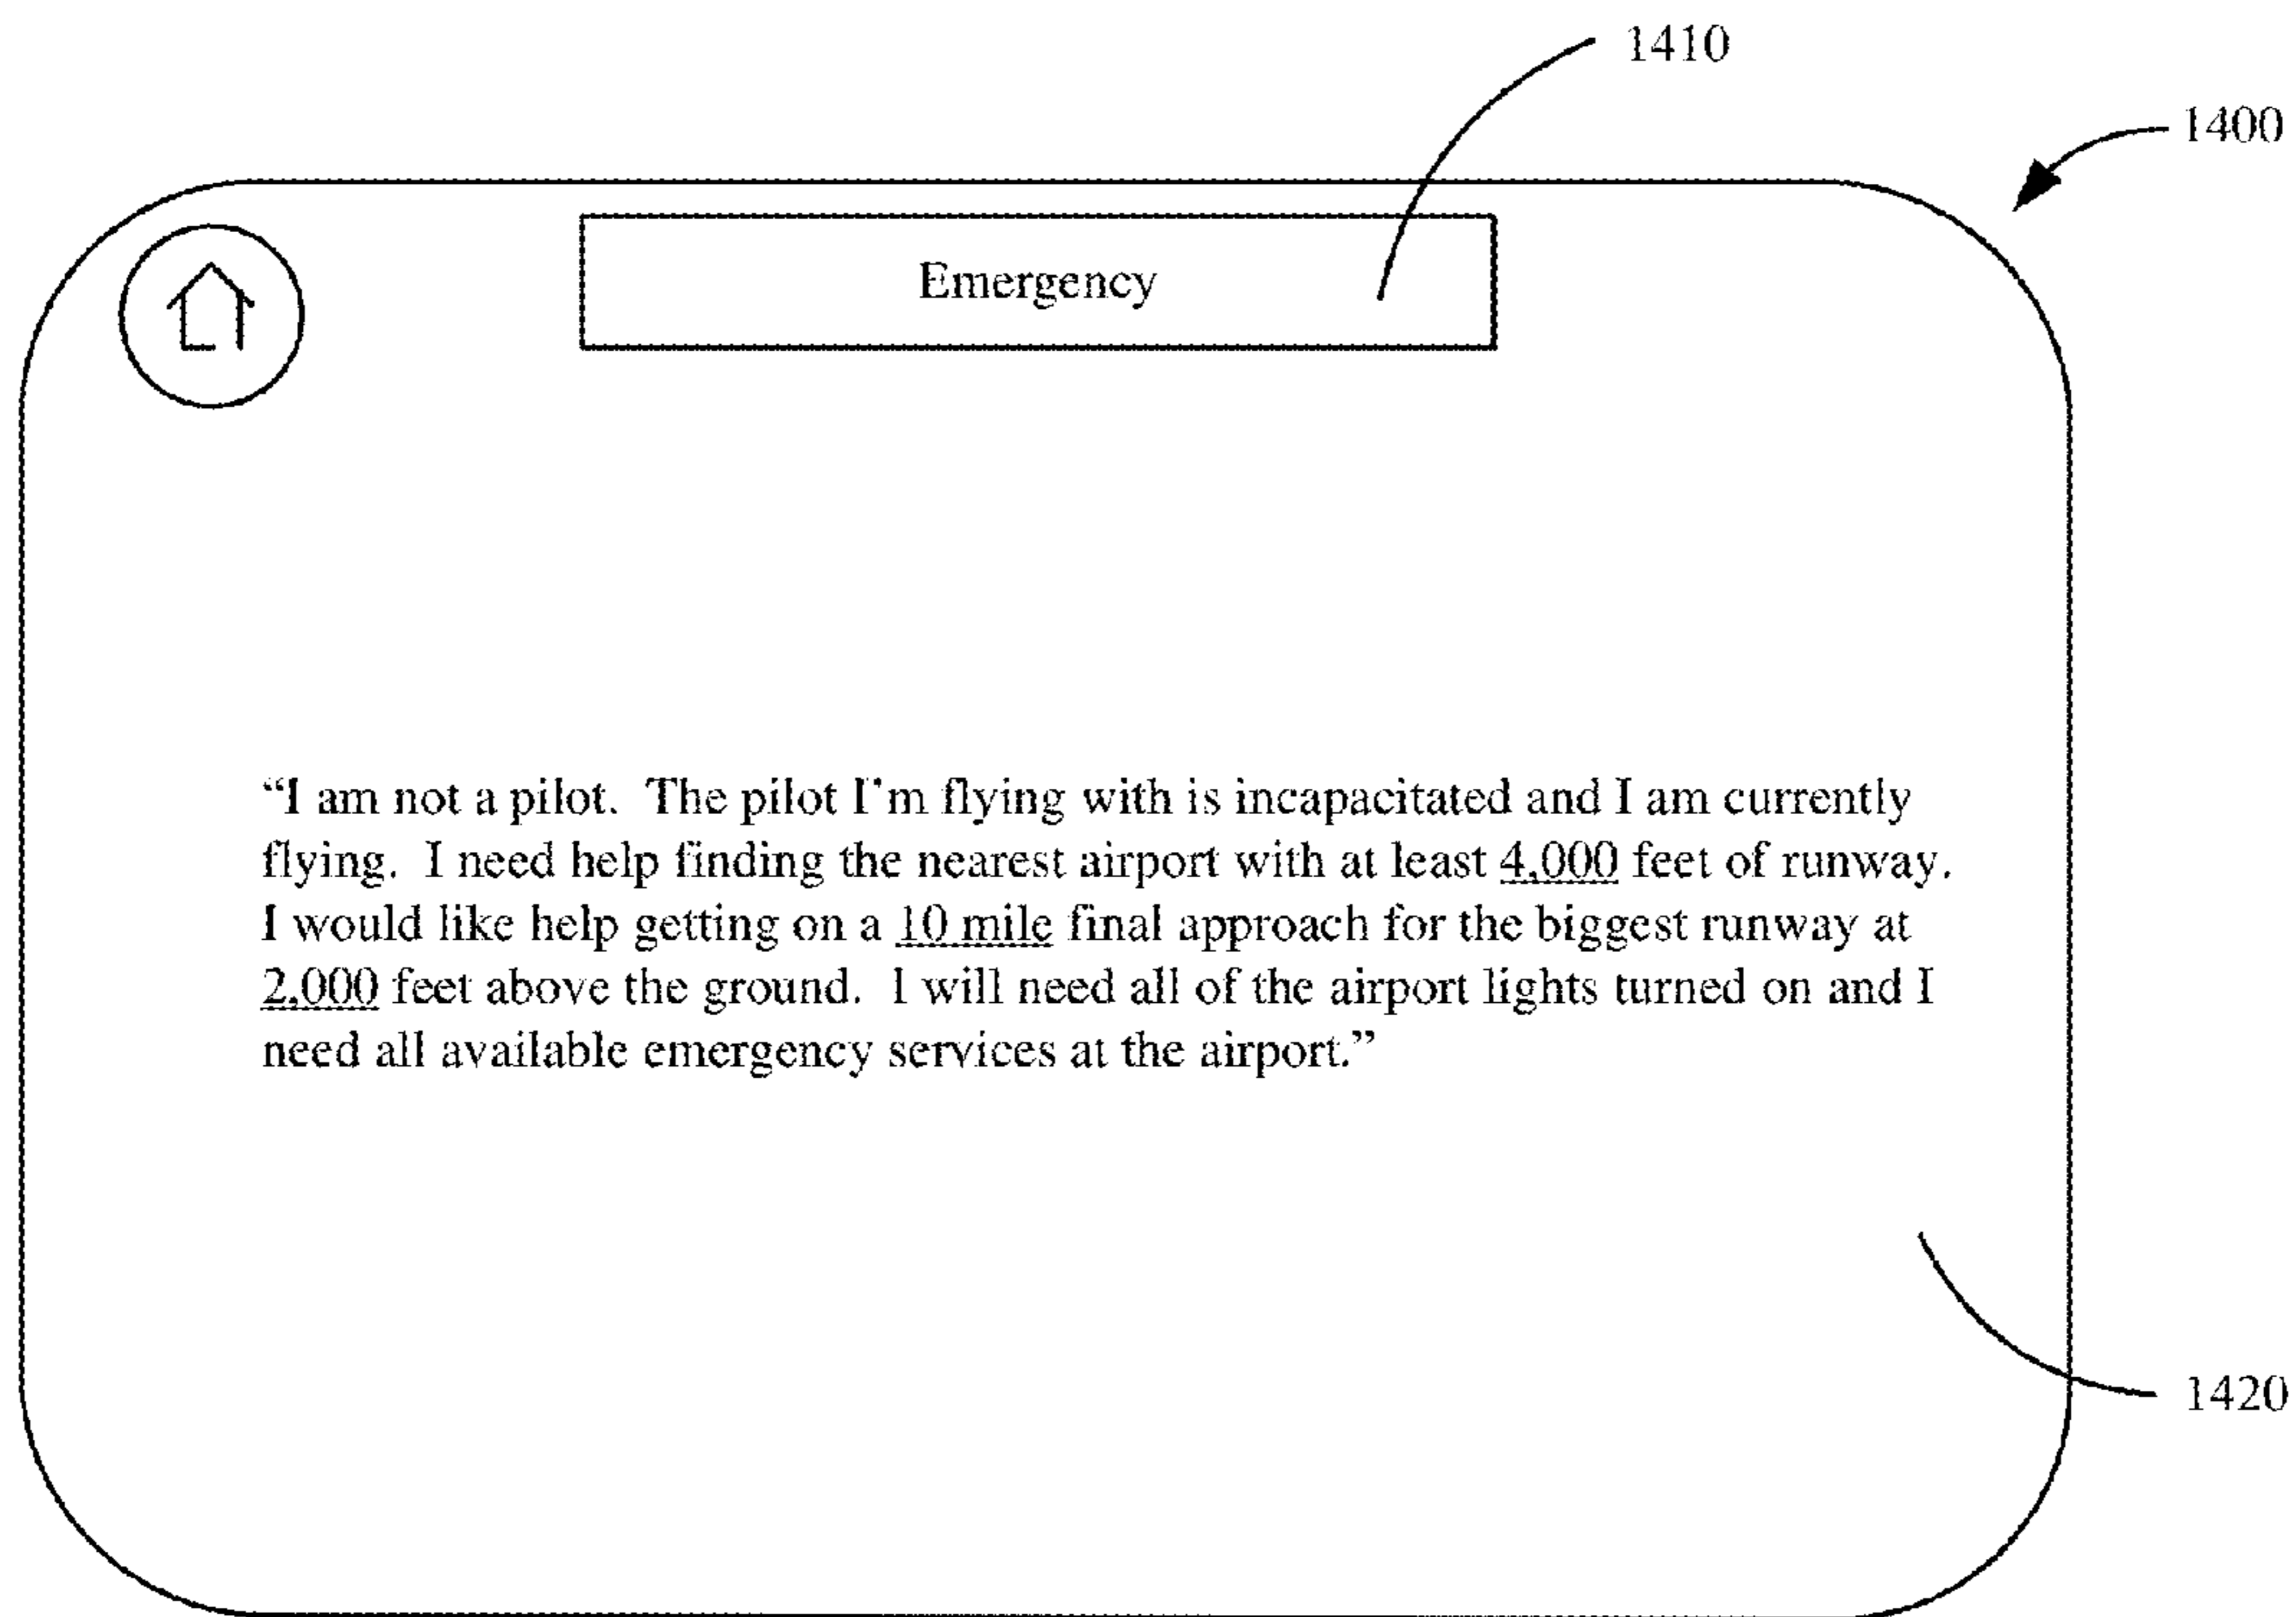 1410
1400
Emergency
“I am not a pilot.  The pilot I'm flying with is incapacitated and I am currently
flying.  I need help finding the nearest airport with at least 4,000 feet of runway.
I would like help getting on a 10 mile final approach for the biggest runway at
2,000 feet above the ground.  I will need all of the airport lights turned on and I
need all available emergency services at the airport.”
1420